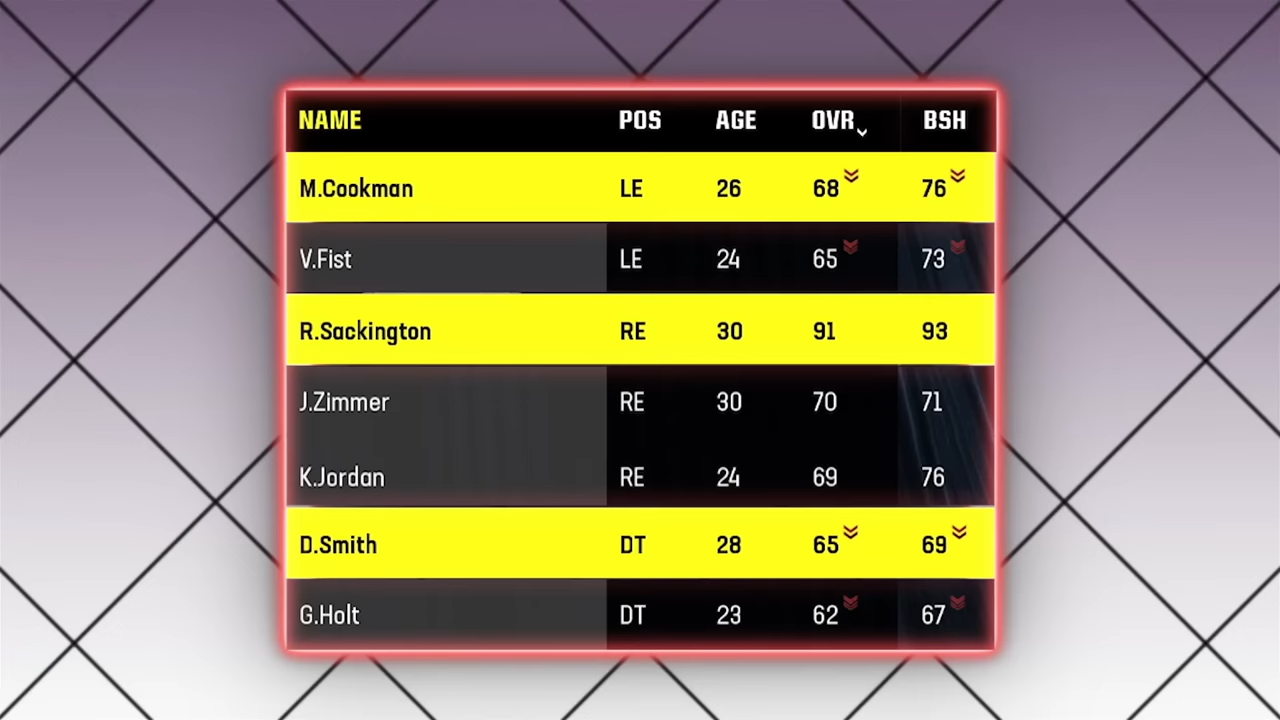 NAME POS AGE OVR BSH
M.Cookman LE 26 68 76
V.Fist LE 24 65 73
R.Sackington RE 30 91 93
J.Zimmer RE 30 70 71
K.Jordan RE 24 69 76
D.Smith DT 28 65 69
G.Holt DT 23 62 67